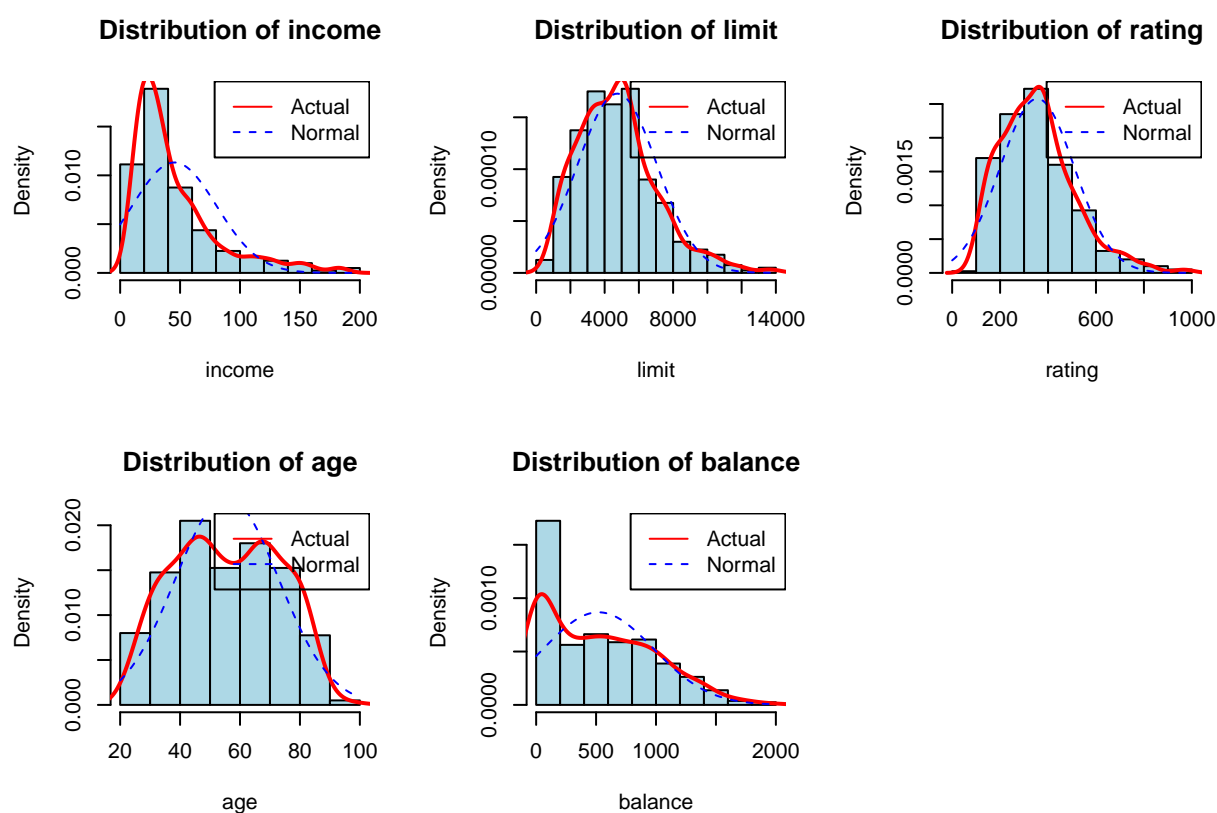 Distribution of income
Actual
Normal
Density
0.000 0.010
0 50 100 150 200
income
Distribution of limit
Actual
Normal
Density
0.00000 0.00010
0 4000 8000 14000
limit
Distribution of rating
Actual
Normal
Density
0.0000 0.0015
0 200 600 1000
rating
Distribution of age
Actual
Normal
Density
0.000 0.010 0.020
20 40 60 80 100
age
Distribution of balance
Actual
Normal
Density
0.0000 0.0010
0 500 1000 2000
balance